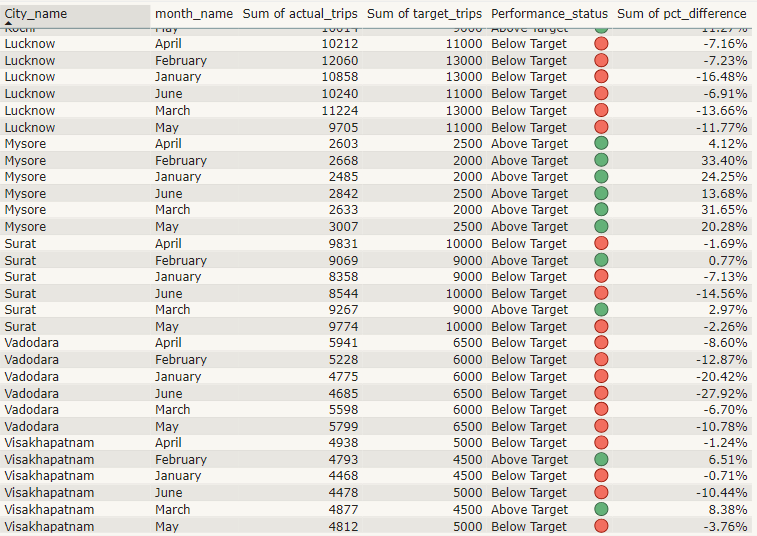 City_name month_name Sum of actual_trips Sum of target_trips Performance_status Sum of pct_difference
Lucknow April 10212 11000 Below Target -7.16%
Lucknow February 12060 13000 Below Target -7.23%
Lucknow January 10858 13000 Below Target -16.48%
Lucknow June 10240 11000 Below Target -6.91%
Lucknow March 11224 13000 Below Target -13.66%
Lucknow May 9705 11000 Below Target -11.77%
Mysore April 2603 2500 Above Target 4.12%
Mysore February 2668 2000 Above Target 33.40%
Mysore January 2485 2000 Above Target 24.25%
Mysore June 2842 2500 Above Target 13.68%
Mysore March 2633 2000 Above Target 31.65%
Mysore May 3007 2500 Above Target 20.28%
Surat April 9831 10000 Below Target -1.69%
Surat February 9069 9000 Above Target 0.77%
Surat January 8358 9000 Below Target -7.13%
Surat June 8544 10000 Below Target -14.56%
Surat March 9267 9000 Above Target 2.97%
Surat May 9774 10000 Below Target -2.26%
Vadodara April 5941 6500 Below Target -8.60%
Vadodara February 5228 6000 Below Target -12.87%
Vadodara January 4775 6000 Below Target -20.42%
Vadodara June 4685 6500 Below Target -27.92%
Vadodara March 5598 6000 Below Target -6.70%
Vadodara May 5799 6500 Below Target -10.78%
Visakhapatnam April 4938 5000 Below Target -1.24%
Visakhapatnam February 4793 4500 Above Target 6.51%
Visakhapatnam January 4468 4500 Below Target -0.71%
Visakhapatnam June 4478 5000 Below Target -10.44%
Visakhapatnam March 4877 4500 Above Target 8.38%
Visakhapatnam May 4812 5000 Below Target -3.76%